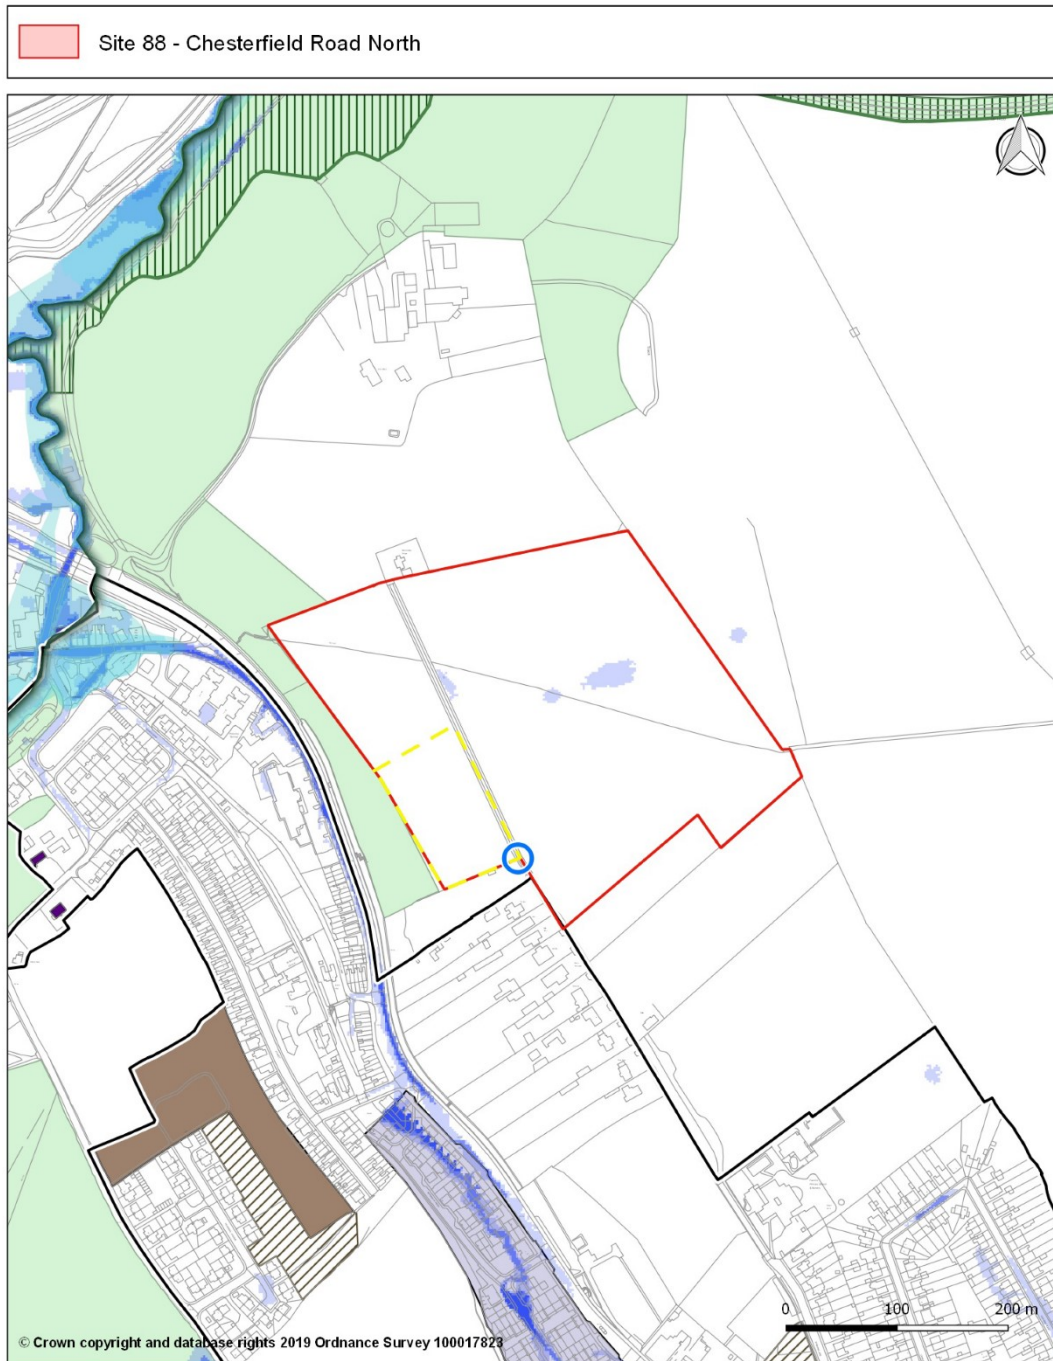 Site 88 - Chesterfield Road North
0 100 200 m
© Crown copyright and database rights 2019 Ordnance Survey 100017823